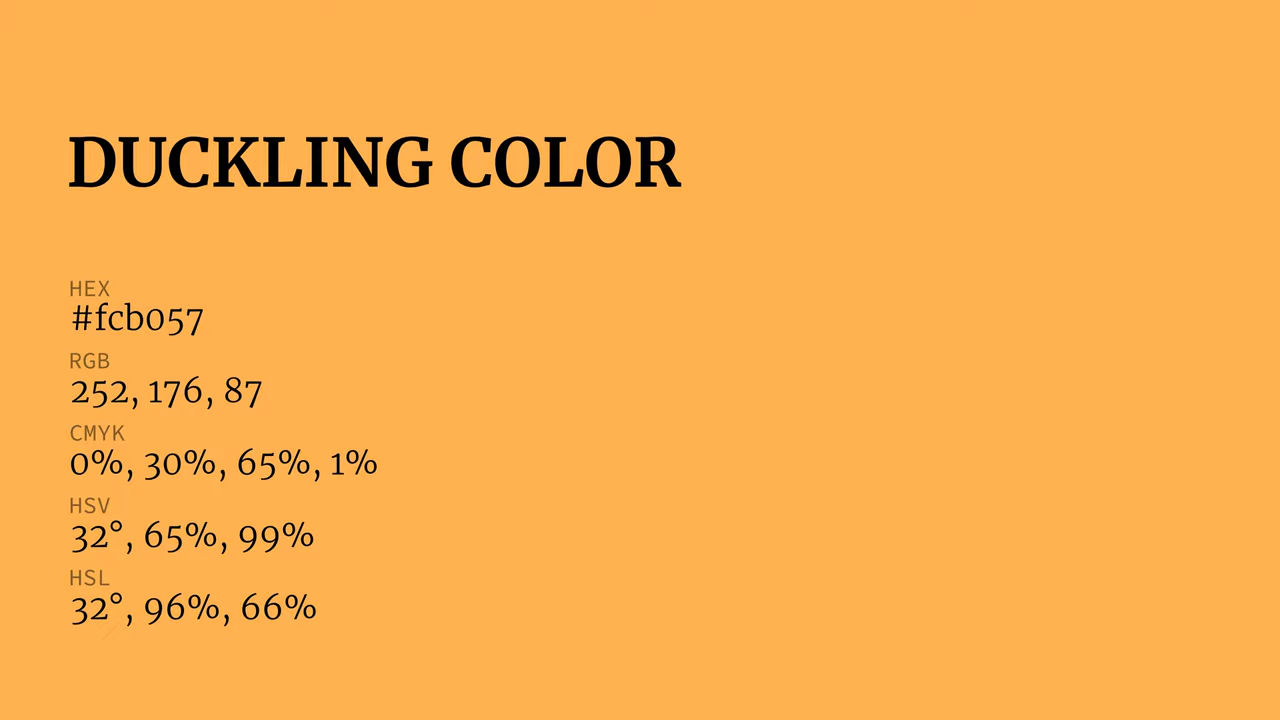 DUCKLING COLOR
HEX
#fcb057
RGB
252, 176, 87
CMYK
0%, 30%, 65%, 1%
HSV
32°, 65%, 99%
HSL
32°, 96%, 66%